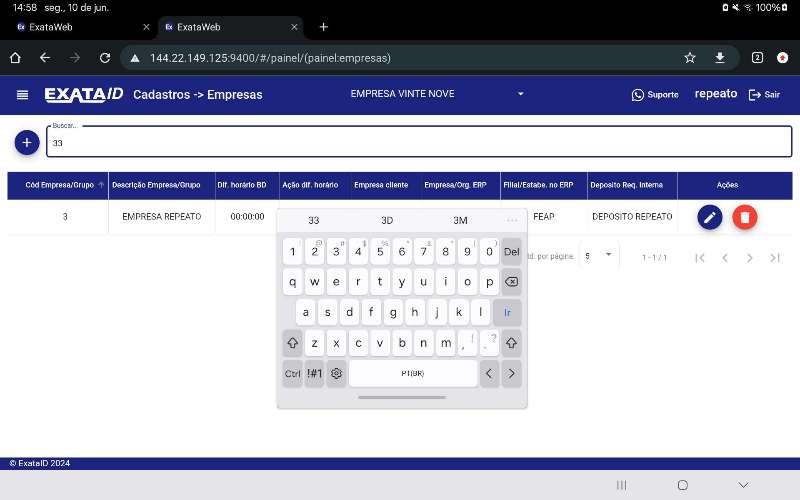 14:58 seg., 10 de jun. 100%
ExataWeb
ExataWeb
144.22.149.125:9400/#/painel/(painel:empresas)
2
EXATA ID
Cadastros -> Empresas
EMPRESA VINTE NOVE
Suporte
repeato
Sair
Buscar...
33
Cód Empresa/Grupo Descrição Empresa/Grupo Dif. horário BD Ação dif. horário Empresa cliente Empresa/Org. ERP Filial/Estabe. no ERP Deposito Req. Interna Ações
3 EMPRESA REPEATO 00:00:00 FEAP DEPOSITO REPEATO
td. por página: 5 1 - 1 / 1
33 3D 3M ...
1 2 3 4 5 6 7 8 9 0 Del
q w e r t y u i o p
a s d f g h j k l Ir
z x c v b n m , ! . ?
Ctrl !#1 PT(BR) < >
© ExataID 2024